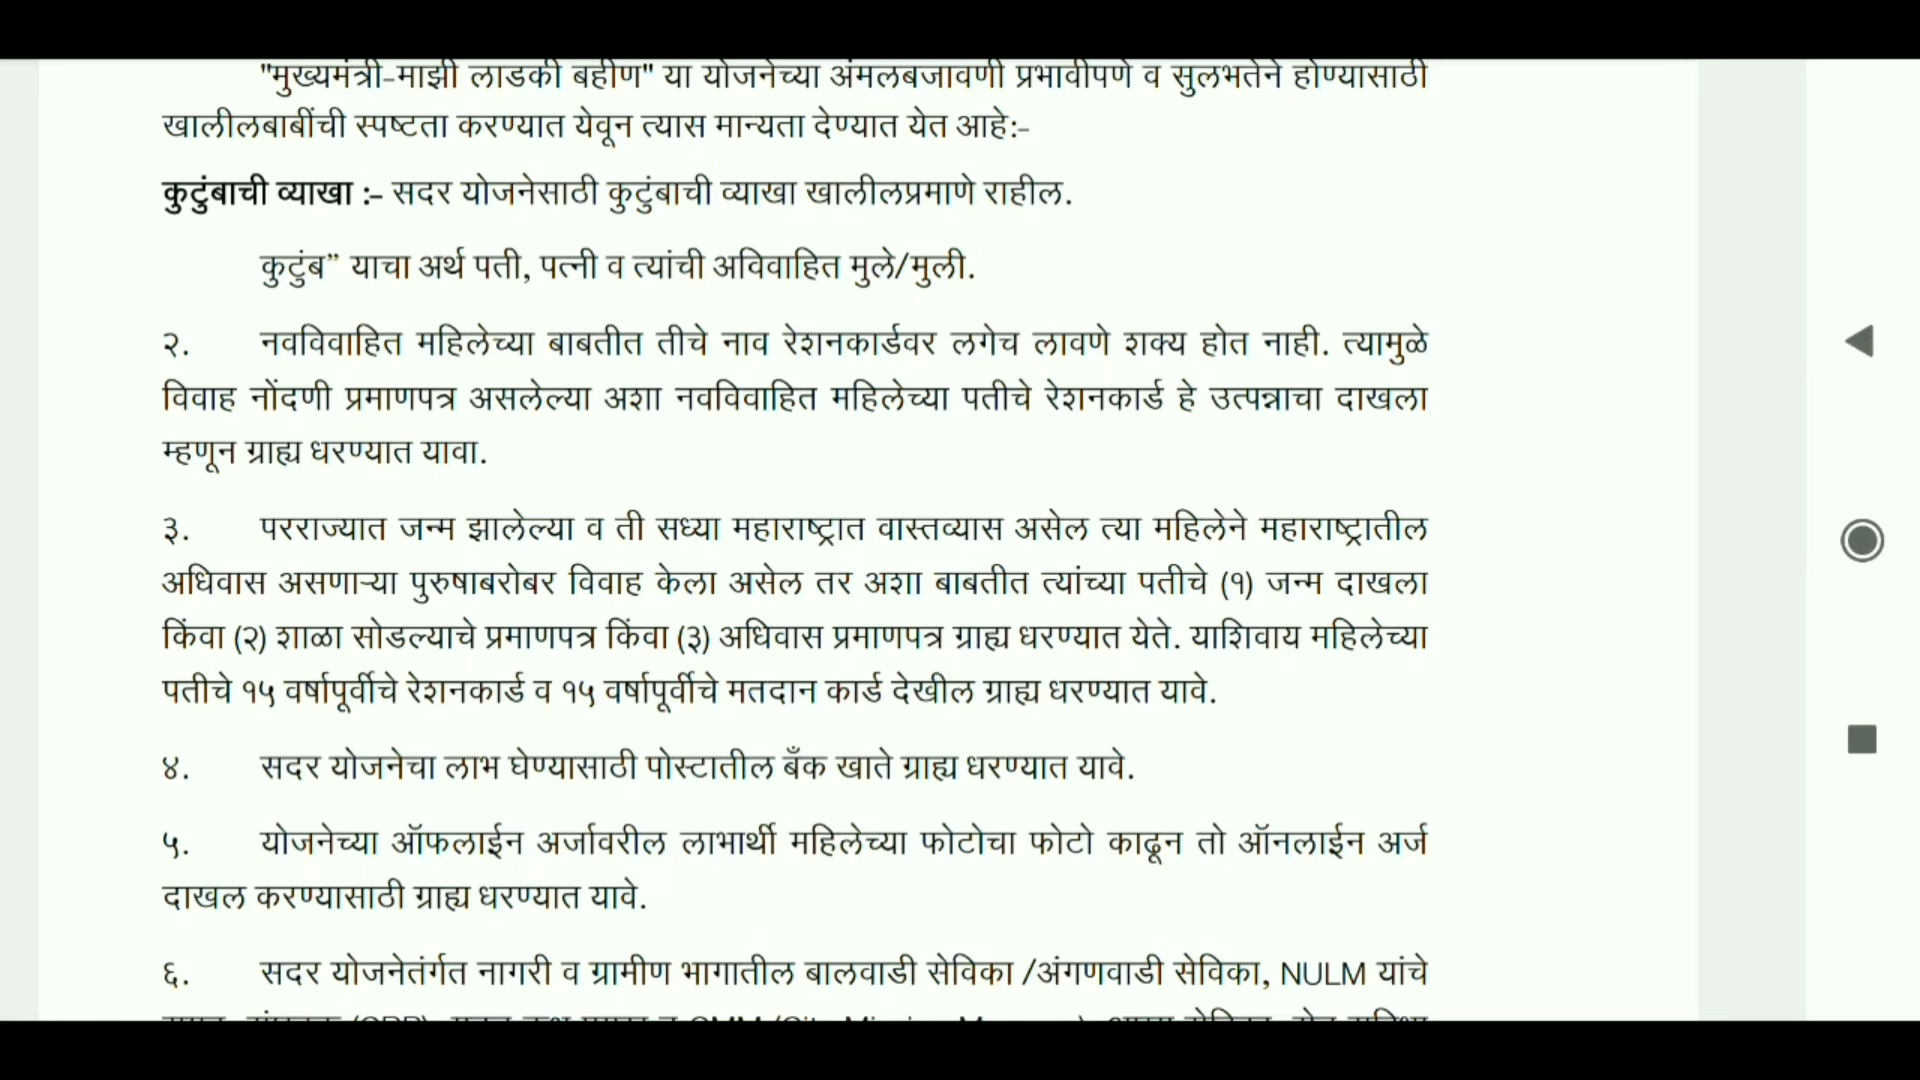 "मुख्यमंत्री-माझी लाडकी बहीण" या योजनेच्या अंमलबजावणी प्रभावीपणे व सुलभतेने होण्यासाठी
खालीलबाबींची स्पष्टता करण्यात येवून त्यास मान्यता देण्यात येत आहे:-
कुटुंबाची व्याखा :- सदर योजनेसाठी कुटुंबाची व्याखा खालीलप्रमाणे राहील.
कुटुंब” याचा अर्थ पती, पत्नी व त्यांची अविवाहित मुले/मुली.
२. नवविवाहित महिलेच्या बाबतीत तीचे नाव रेशनकार्डवर लगेच लावणे शक्य होत नाही. त्यामुळे
विवाह नोंदणी प्रमाणपत्र असलेल्या अशा नवविवाहित महिलेच्या पतीचे रेशनकार्ड हे उत्पन्नाचा दाखला
म्हणून ग्राह्य धरण्यात यावा.
३. परराज्यात जन्म झालेल्या व ती सध्या महाराष्ट्रात वास्तव्यास असेल त्या महिलेने महाराष्ट्रातील
अधिवास असणाऱ्या पुरुषाबरोबर विवाह केला असेल तर अशा बाबतीत त्यांच्या पतीचे (१) जन्म दाखला
किंवा (२) शाळा सोडल्याचे प्रमाणपत्र किंवा (३) अधिवास प्रमाणपत्र ग्राह्य धरण्यात येते. याशिवाय महिलेच्या
पतीचे १५ वर्षापूर्वीचे रेशनकार्ड व १५ वर्षापूर्वीचे मतदान कार्ड देखील ग्राह्य धरण्यात यावे.
४. सदर योजनेचा लाभ घेण्यासाठी पोस्टातील बँक खाते ग्राह्य धरण्यात यावे.
५. योजनेच्या ऑफलाईन अर्जावरील लाभार्थी महिलेच्या फोटोचा फोटो काढून तो ऑनलाईन अर्ज
दाखल करण्यासाठी ग्राह्य धरण्यात यावे.
६. सदर योजनेतंर्गत नागरी व ग्रामीण भागातील बालवाडी सेविका /अंगणवाडी सेविका, NULM यांचे